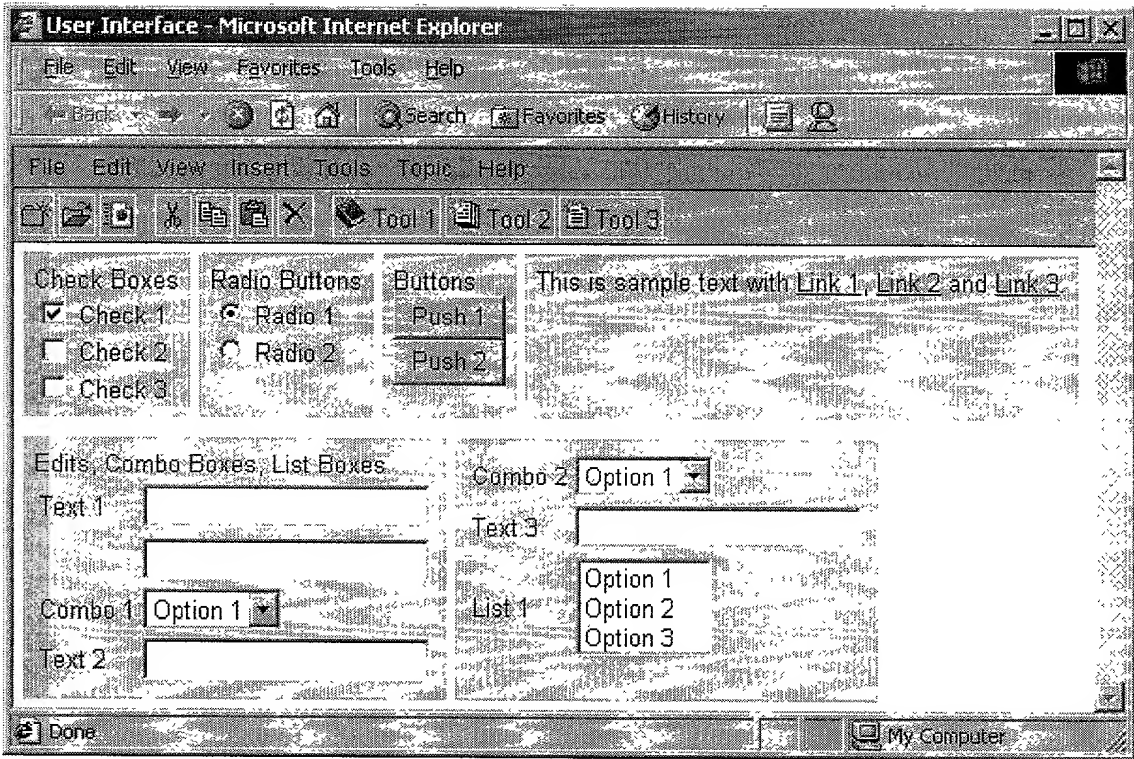 User Interface - Microsoft Internet Explorer
File Edit View Favorites Tools Help
Back Search Favorites History
File Edit View Insert Tools Topic Help
Tool 1 Tool 2 Tool 3
Check Boxes Radio Buttons Buttons This is sample text with Link 1, Link 2 and Link 3
Check 1 Radio 1 Push 1
Check 2 Radio 2 Push 2
Check 3
Edits, Combo Boxes, List Boxes
Combo 2 Option 1
Text 1
Text 3
Option 1
Combo 1 Option 1 List 1 Option 2
Option 3
Text 2
Done My Computer